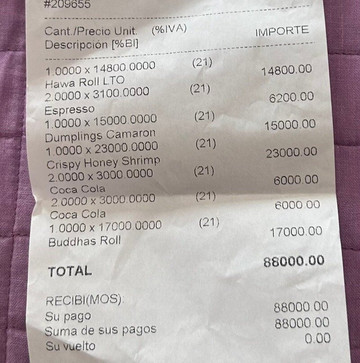 #209655
Cant./Precio Unit. (%IVA) IMPORTE
Descripción [%BI]
1.0000 x 14800.0000 (21) 14800.00
Hawa Roll LTO
2.0000 x 3100.0000 (21) 6200.00
Espresso
1.0000 x 15000.0000 (21) 15000.00
Dumplings Camaron
1.0000 x 23000.0000 (21) 23000.00
Crispy Honey Shrimp
2.0000 x 3000.0000 (21) 6000.00
Coca Cola
2.0000 x 3000.0000 (21) 6000.00
Coca Cola
1.0000 x 17000.0000 (21) 17000.00
Buddhas Roll
TOTAL 88000.00
RECIBI(MOS)
Su pago 88000.00
Suma de sus pagos 88000.00
Su vuelto 0.00